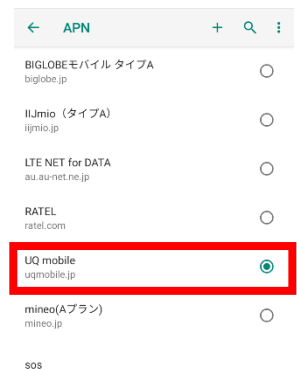 APN
BIGLOBEモバイル タイプA
biglobe.jp
IIJmio（タイプA）
iijmio.jp
LTE NET for DATA
au.au-net.ne.jp
RATEL
ratel.com
UQ mobile
uqmobile.jp
mineo(Aプラン)
mineo.jp
sos